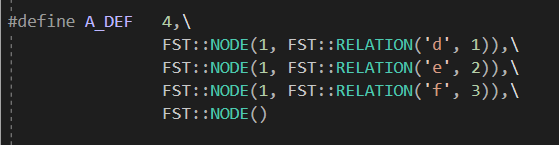 #define A_DEF   4,\
                FST::NODE(1, FST::RELATION('d', 1)),\
                FST::NODE(1, FST::RELATION('e', 2)),\
                FST::NODE(1, FST::RELATION('f', 3)),\
                FST::NODE()